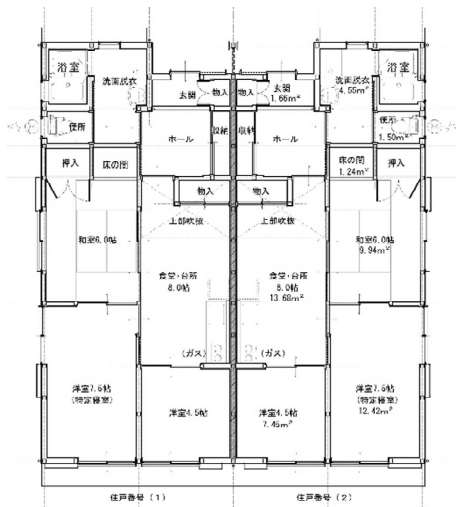 浴室
洗面脱衣
玄関
物入
物入
玄関
1.66m²
洗面脱衣
4.55m²
浴室
便所
ホール
収納
収納
ホール
便所
1.50m²
押入
床の間
物入
物入
床の間
1.24m²
押入
上部吹抜
上部吹抜
和室6.0帖
食堂・台所
8.0帖
食堂・台所
8.0帖
13.68m²
和室6.0帖
9.94m²
(ガス)
(ガス)
洋室7.5帖
(特定寝室)
洋室4.5帖
洋室4.5帖
7.45m²
洋室7.5帖
(特定寝室)
12.42m²
住戸番号(1)
住戸番号(2)